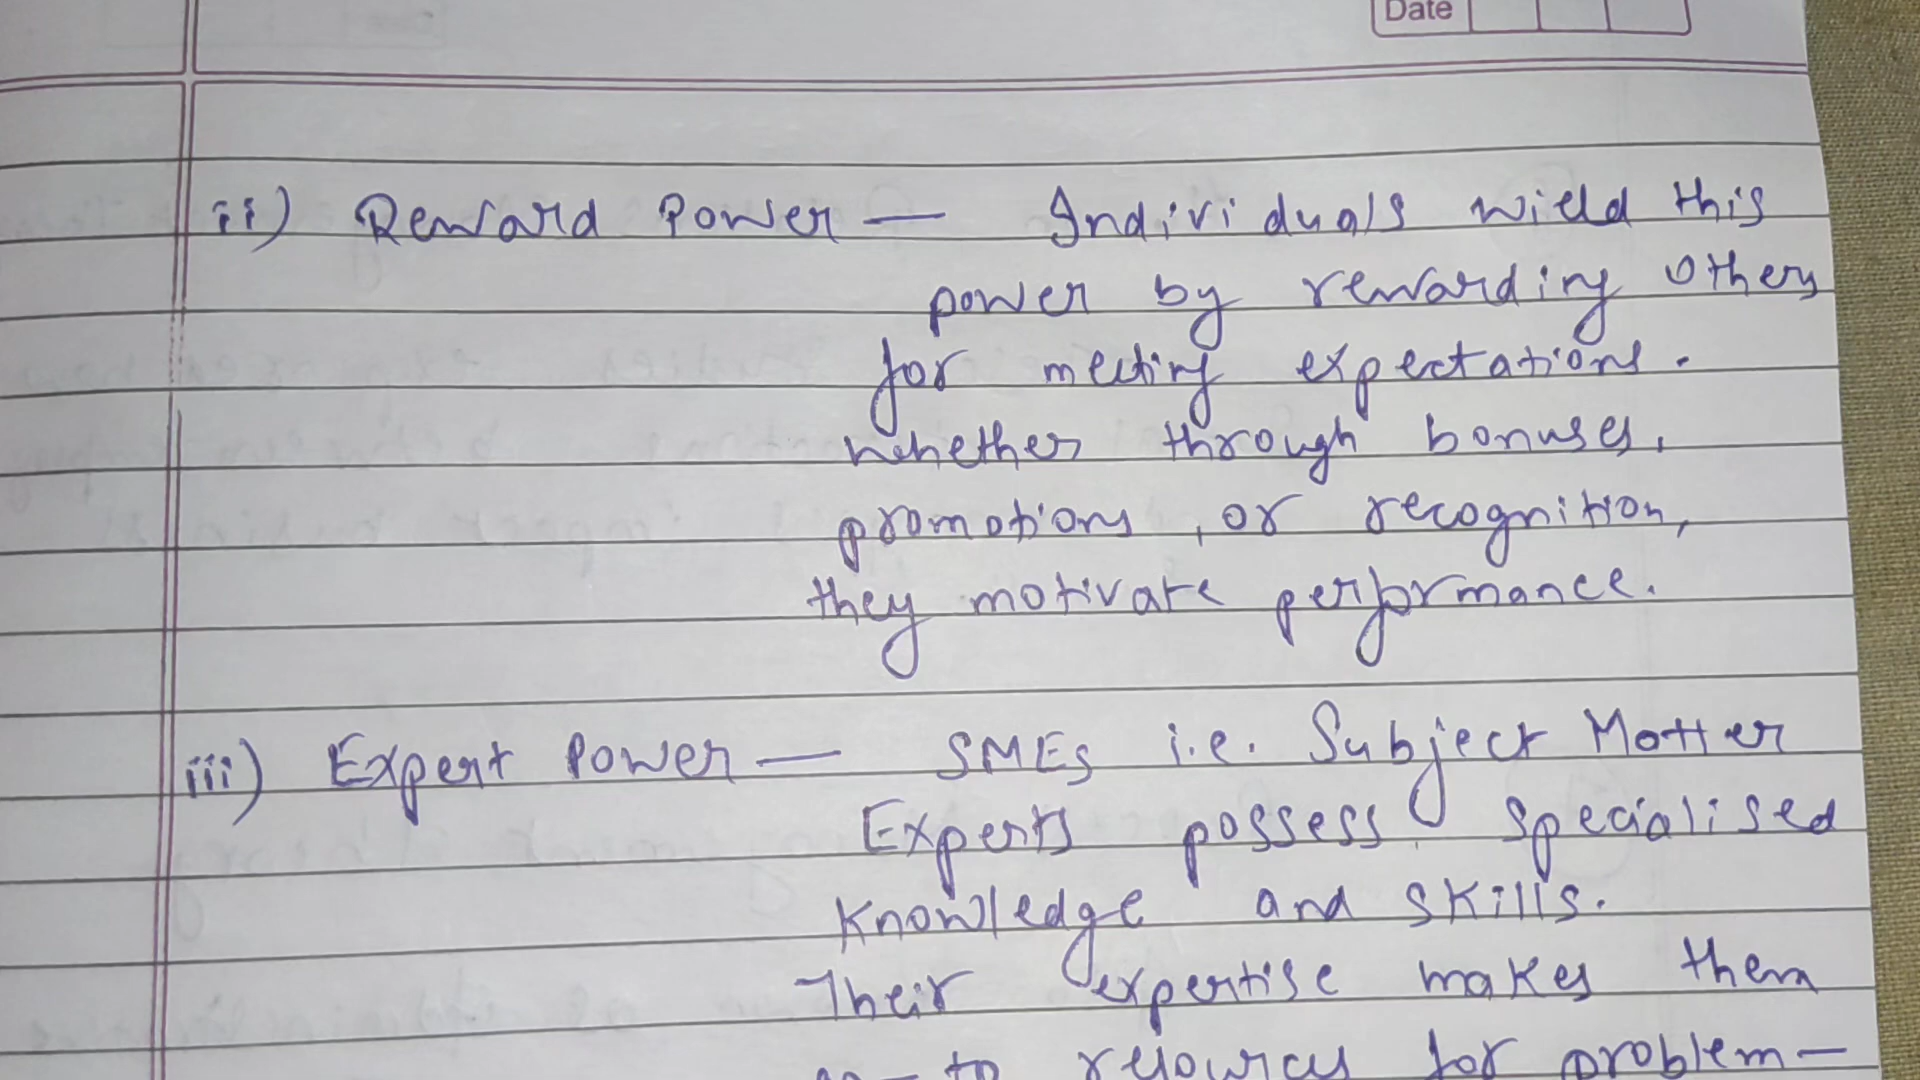 Date
ii) Reward Power — Individuals wield this
power by rewarding others
for meeting expectations.
whether through bonuses,
promotions, or recognition,
they motivate performance.
iii) Expert Power — SMEs i.e. Subject Matter
Experts possess specialised
knowledge and skills.
Their expertise makes them
go-to resources for problem-